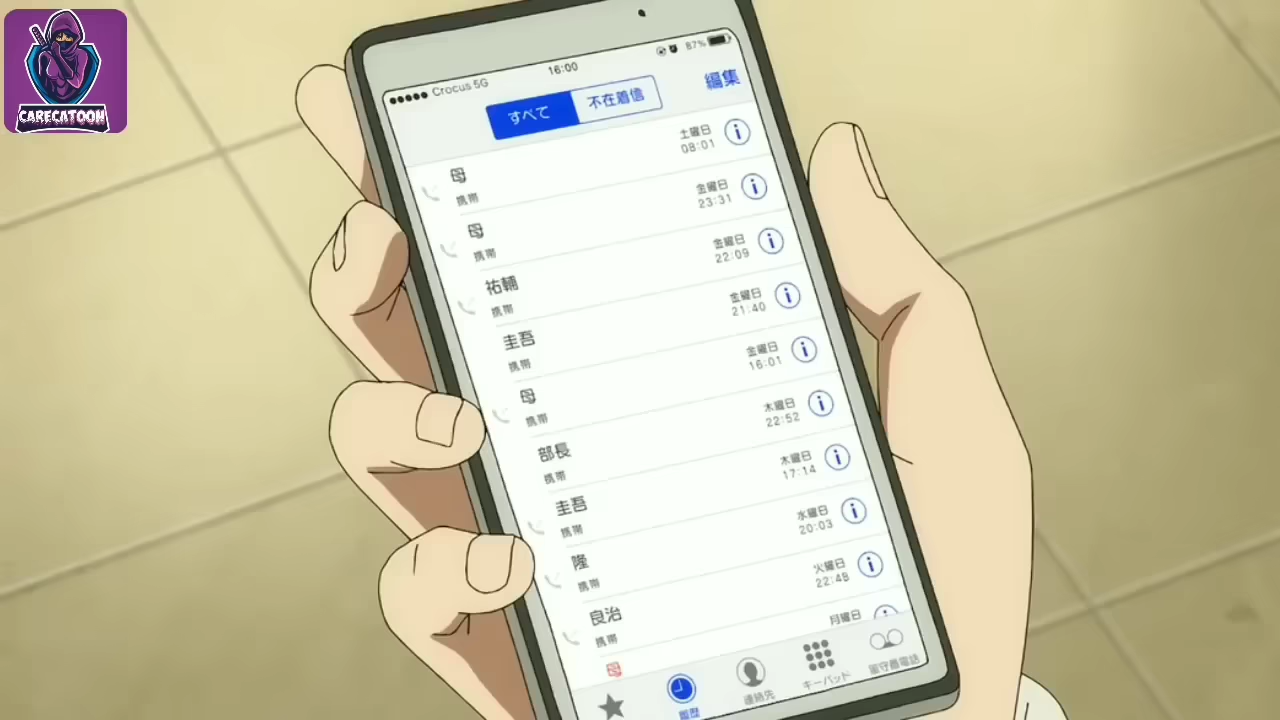 CARECATOON
Crocus 5G
16:00
87%
すべて
不在着信
編集
母
携帯
土曜日
08:01
母
携帯
金曜日
23:31
祐輔
携帯
金曜日
22:09
圭吾
携帯
金曜日
21:40
母
携帯
金曜日
16:01
部長
携帯
木曜日
22:52
圭吾
携帯
木曜日
17:14
隆
携帯
水曜日
20:03
良治
携帯
火曜日
22:48
母
月曜日
履歴
連絡先
キーパッド
留守番電話